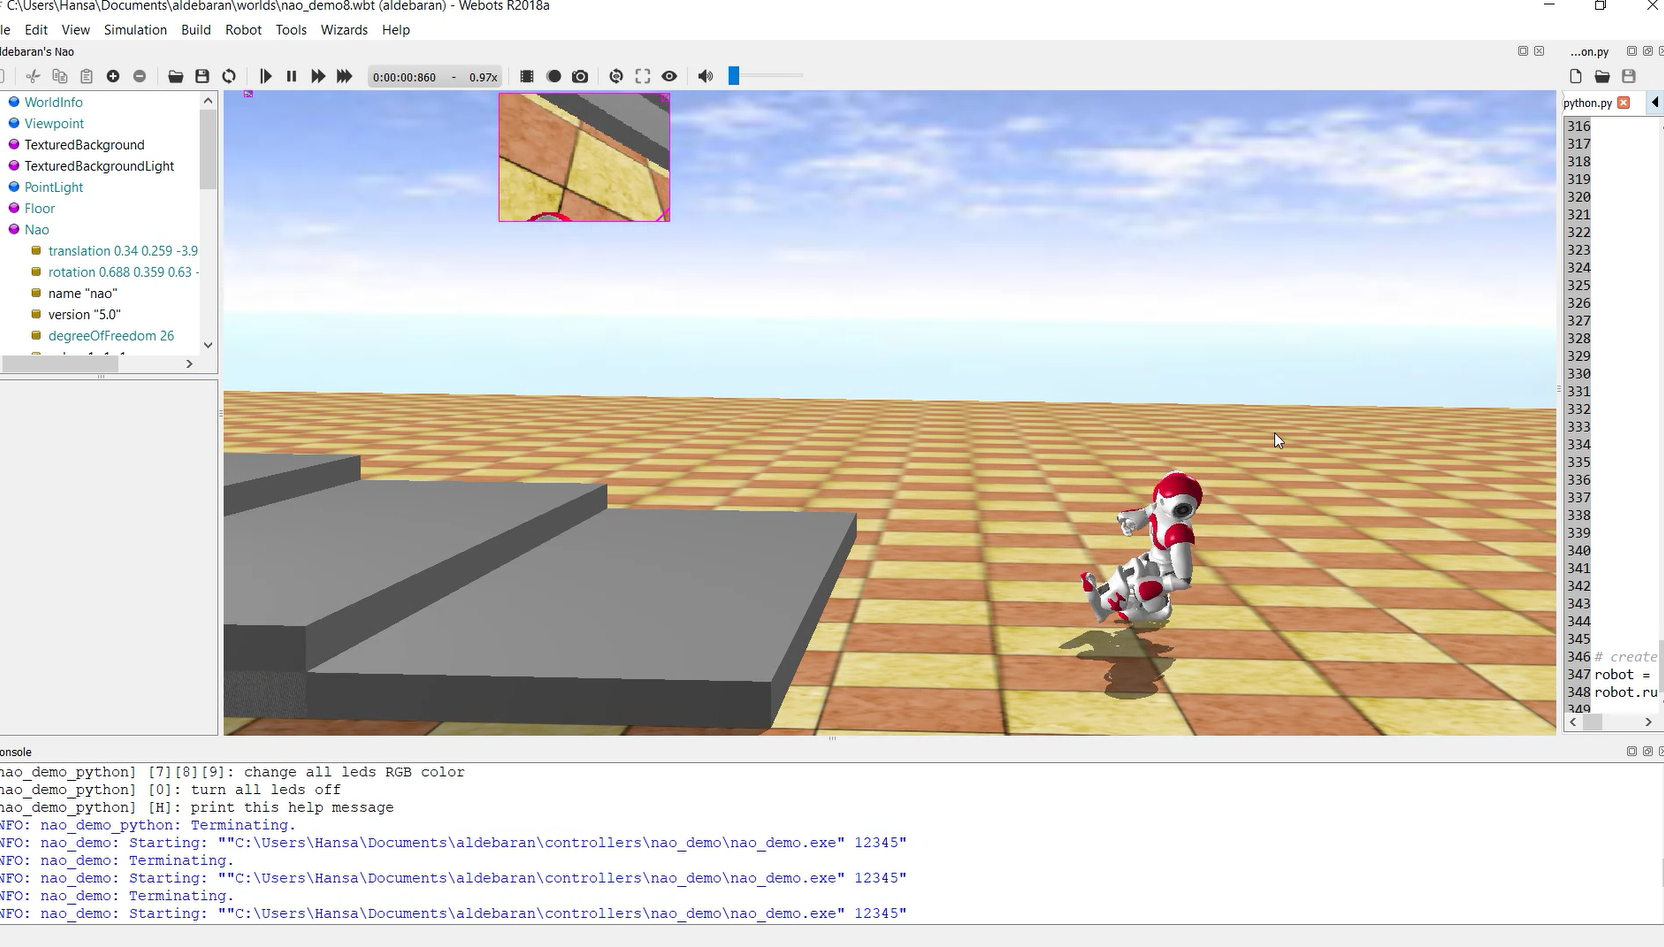 C:\Users\Hansa\Documents\aldebaran\worlds\nao_demo8.wbt (aldebaran) - Webots R2018a
le Edit View Simulation Build Robot Tools Wizards Help
ldebaran's Nao
...on.py
0:00:00:860 - 0.97x
python.py
WorldInfo
Viewpoint
TexturedBackground
TexturedBackgroundLight
PointLight
Floor
Nao
translation 0.34 0.259 -3.9
rotation 0.688 0.359 0.63 -
name "nao"
version "5.0"
degreeOfFreedom 26
316
317
318
319
320
321
322
323
324
325
326
327
328
329
330
331
332
333
334
335
336
337
338
339
340
341
342
343
344
345
346 # create
347 robot =
348 robot.ru
349
onsole
nao_demo_python] [7][8][9]: change all leds RGB color
nao_demo_python] [0]: turn all leds off
nao_demo_python] [H]: print this help message
NFO: nao_demo_python: Terminating.
NFO: nao_demo: Starting: ""C:\Users\Hansa\Documents\aldebaran\controllers\nao_demo\nao_demo.exe" 12345"
NFO: nao_demo: Terminating.
NFO: nao_demo: Starting: ""C:\Users\Hansa\Documents\aldebaran\controllers\nao_demo\nao_demo.exe" 12345"
NFO: nao_demo: Terminating.
NFO: nao_demo: Starting: ""C:\Users\Hansa\Documents\aldebaran\controllers\nao_demo\nao_demo.exe" 12345"